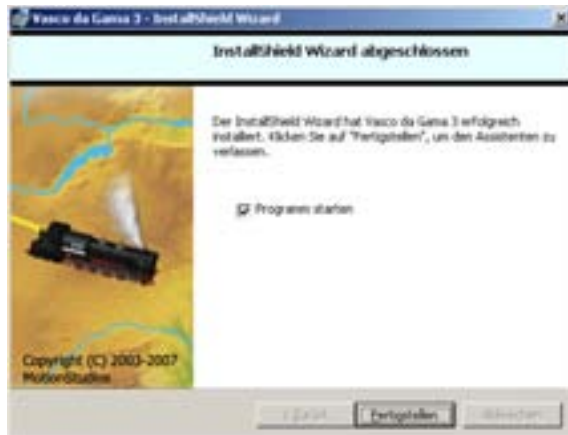 Vasco da Gama 3 - InstallShield Wizard
InstallShield Wizard abgeschlossen
Der InstallShield Wizard hat Vasco da Gama 3 erfolgreich
installiert. Klicken Sie auf "Fertigstellen", um den Assistenten zu
verlassen.
Programm starten
Copyright (C) 2003-2007
MotionStudios
< Zurück
Fertigstellen
Abbrechen